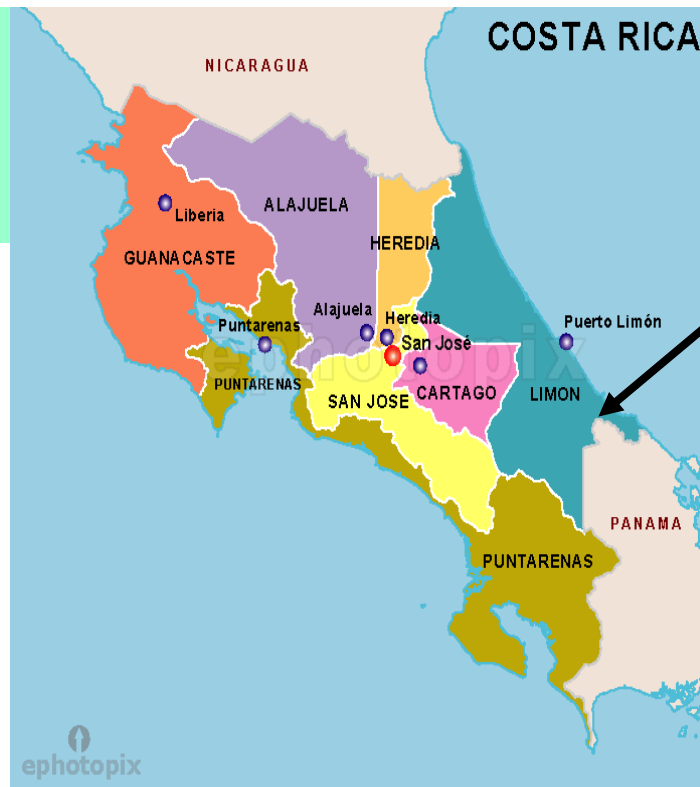 COSTA RICA
NICARAGUA
ALAJUELA
Liberia
HEREDIA
GUANACASTE
Alajuela
Heredia
Puntarenas
Puerto Limón
San José
ephotopix
PUNTARENAS
CARTAGO
LIMON
SAN JOSE
PANAMA
PUNTARENAS
ephotopix